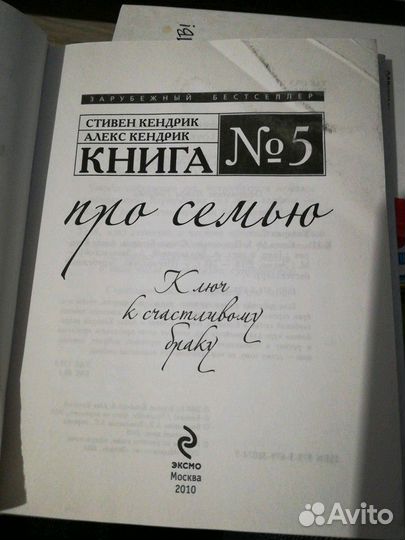 ЗАРУБЕЖНЫЙ БЕСТСЕЛЛЕР
СТИВЕН КЕНДРИК
АЛЕКС КЕНДРИК
КНИГА №5
про семью
Ключ
к счастливому
браку
ЭКСМО
Москва
2010
Avito